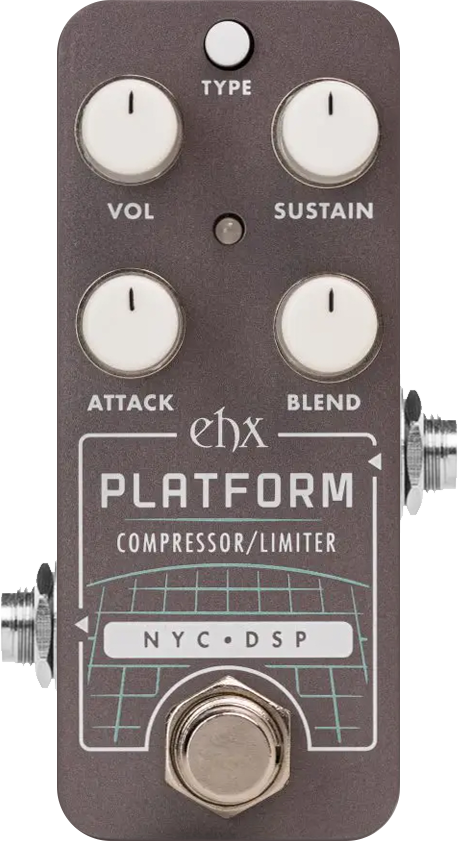 TYPE
VOL SUSTAIN
ATTACK BLEND
ehx
PLATFORM
COMPRESSOR/LIMITER
NYC•DSP